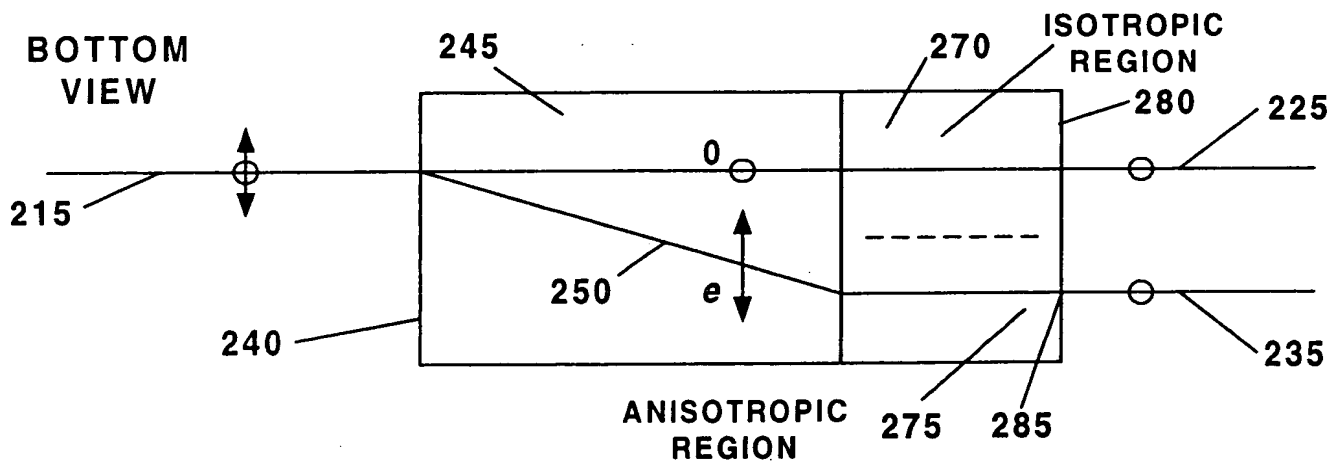 BOTTOM
VIEW
245
270
ISOTROPIC
REGION
280
225
215
0
250
e
240
235
ANISOTROPIC
REGION
275
285